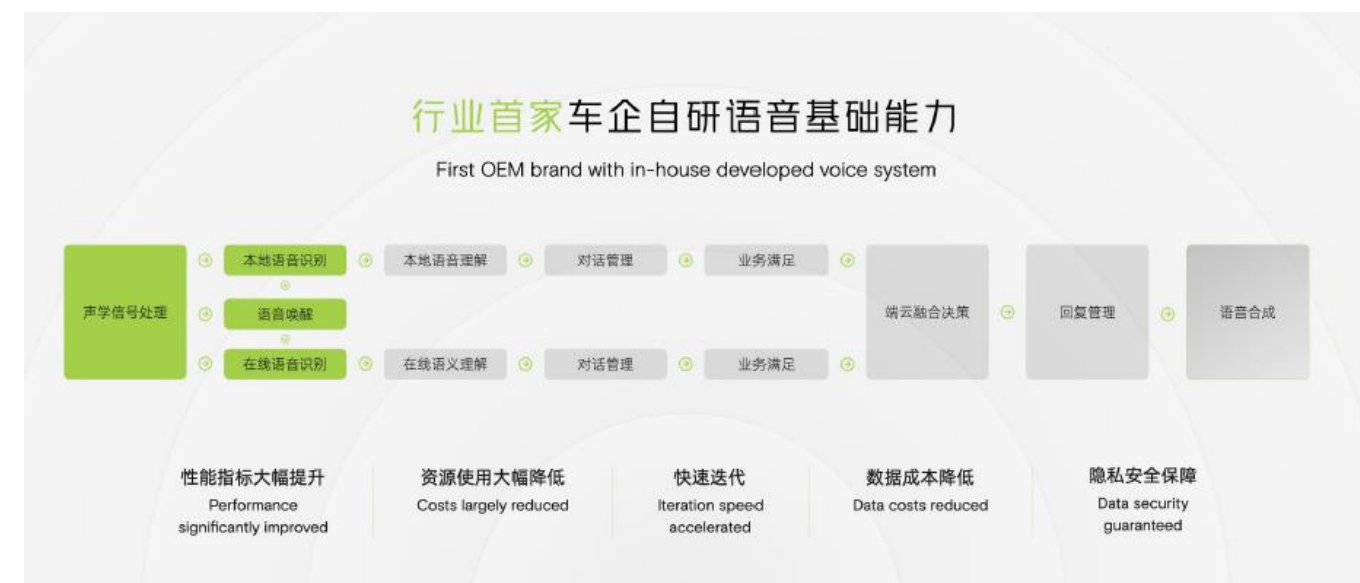 行业首家车企自研语音基础能力
First OEM brand with in-house developed voice system
声学信号处理
本地语音识别
本地语音理解
对话管理
业务满足
语音唤醒
在线语音识别
在线语义理解
对话管理
业务满足
端云融合决策
回复管理
语音合成
性能指标大幅提升
Performance
significantly improved
资源使用大幅降低
Costs largely reduced
快速迭代
Iteration speed
accelerated
数据成本降低
Data costs reduced
隐私安全保障
Data security
guaranteed